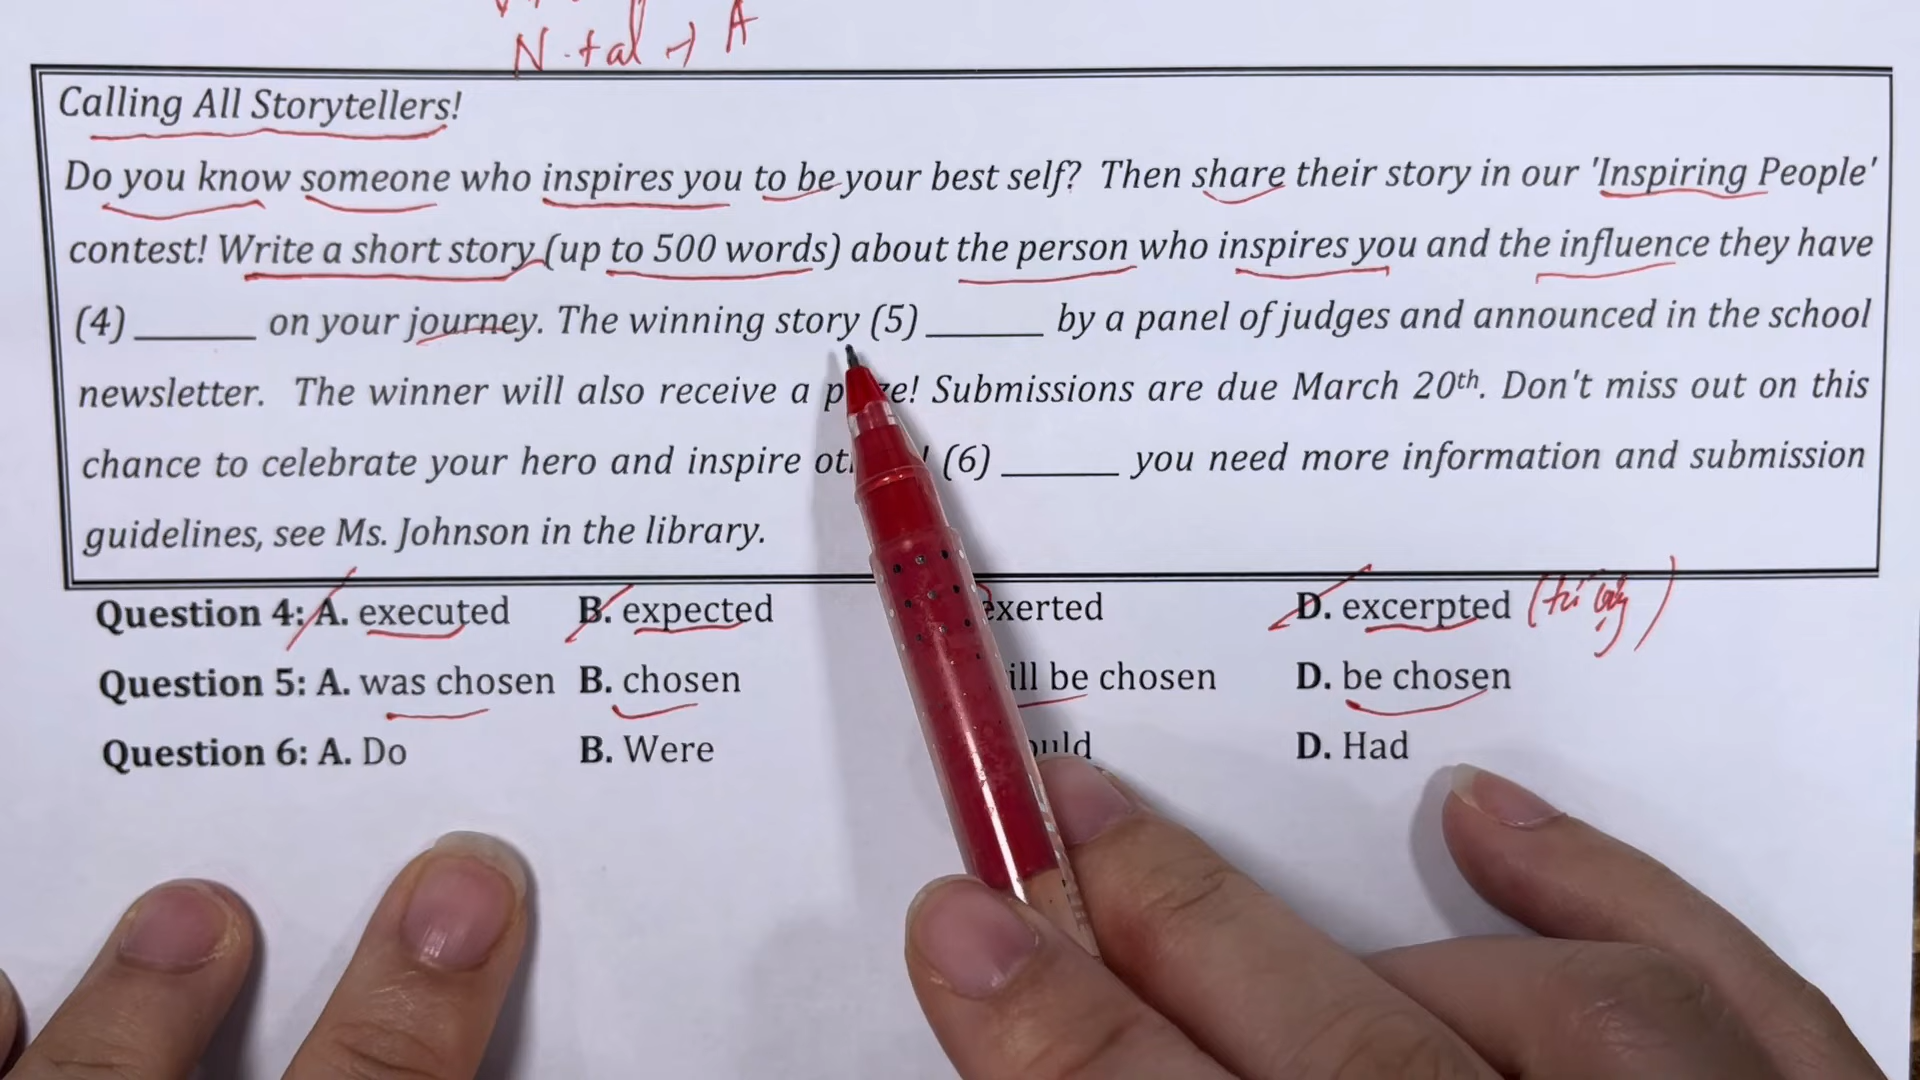 N + al → A
Calling All Storytellers!
Do you know someone who inspires you to be your best self? Then share their story in our 'Inspiring People'
contest! Write a short story (up to 500 words) about the person who inspires you and the influence they have
(4) ______ on your journey. The winning story (5) ______ by a panel of judges and announced in the school
newsletter. The winner will also receive a p ze! Submissions are due March 20th. Don't miss out on this
chance to celebrate your hero and inspire ot ! (6) ______ you need more information and submission
guidelines, see Ms. Johnson in the library.
Question 4: A. executed B. expected exerted D. excerpted
Question 5: A. was chosen B. chosen ill be chosen D. be chosen
Question 6: A. Do B. Were ould D. Had